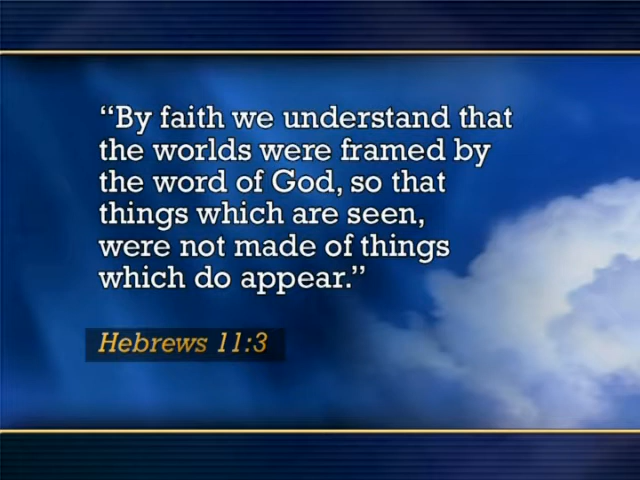 “By faith we understand that
the worlds were framed by
the word of God, so that
things which are seen,
were not made of things
which do appear.”
Hebrews 11:3